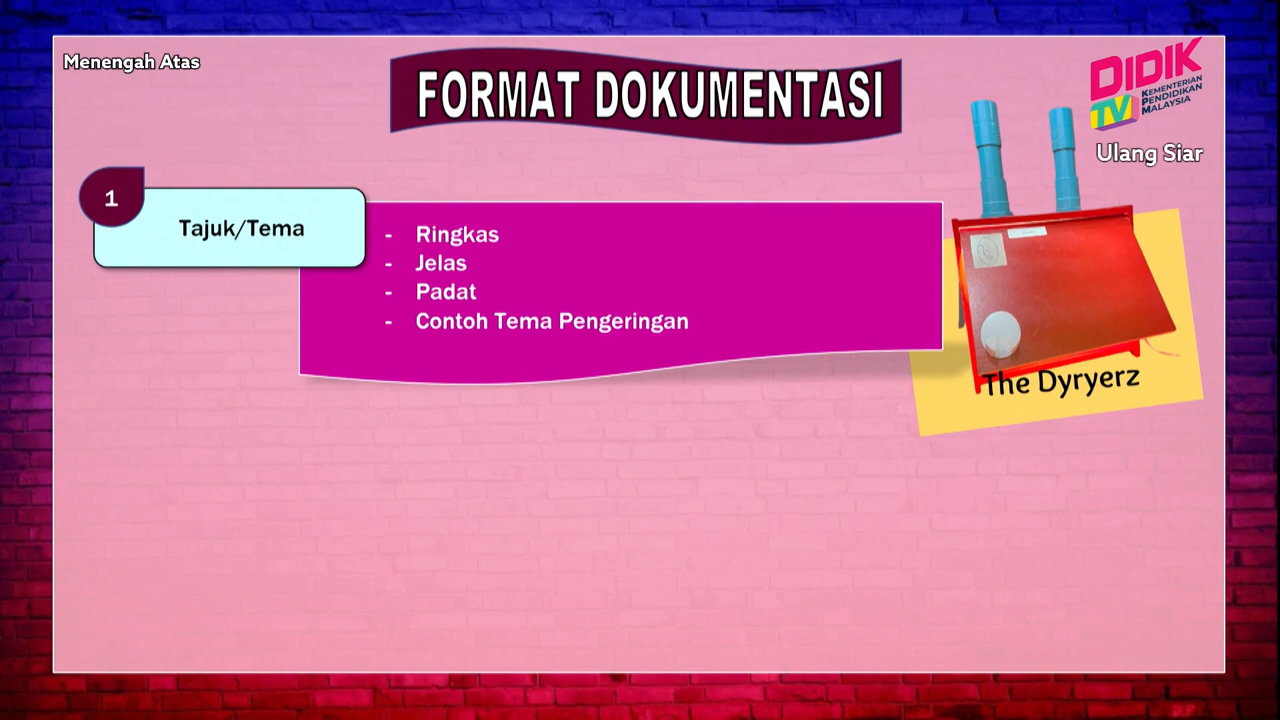 Menengah Atas
FORMAT DOKUMENTASI
DIDIK
TV
KEMENTERIAN
PENDIDIKAN
MALAYSIA
Ulang Siar
1
Tajuk/Tema
- Ringkas
- Jelas
- Padat
- Contoh Tema Pengeringan
The Dyryerz